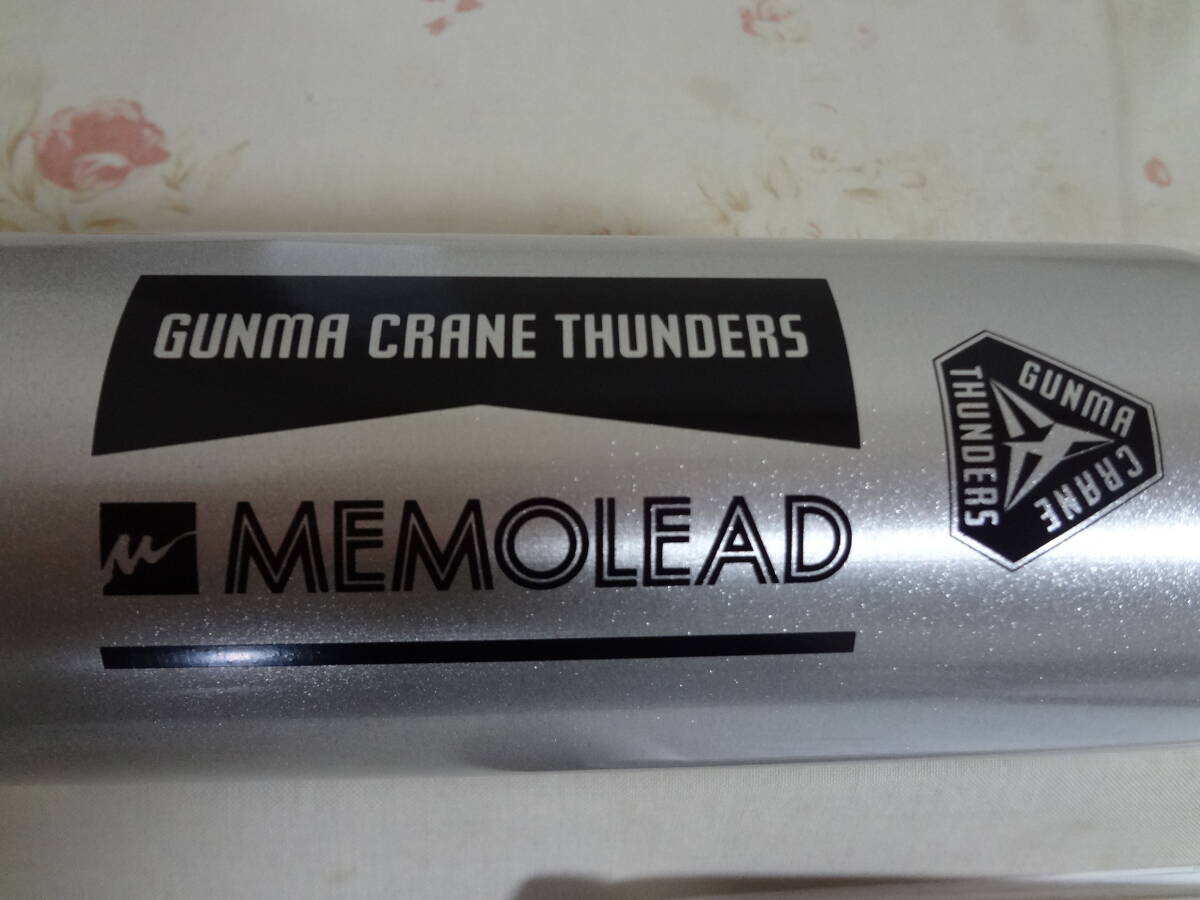 GUNMA CRANE THUNDERS
MEMOLEAD
GUNMA
CRANE
THUNDERS